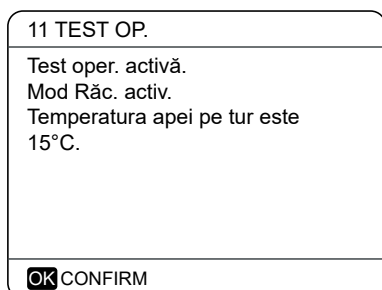 11 TEST OP.
Test oper. activă.
Mod Răc. activ.
Temperatura apei pe tur este
15°C.
OK CONFIRM